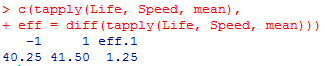 > c(tapply(Life, Speed, mean),
+ eff = diff(tapply(Life, Speed, mean)))
-1 1 eff.1
40.25 41.50 1.25